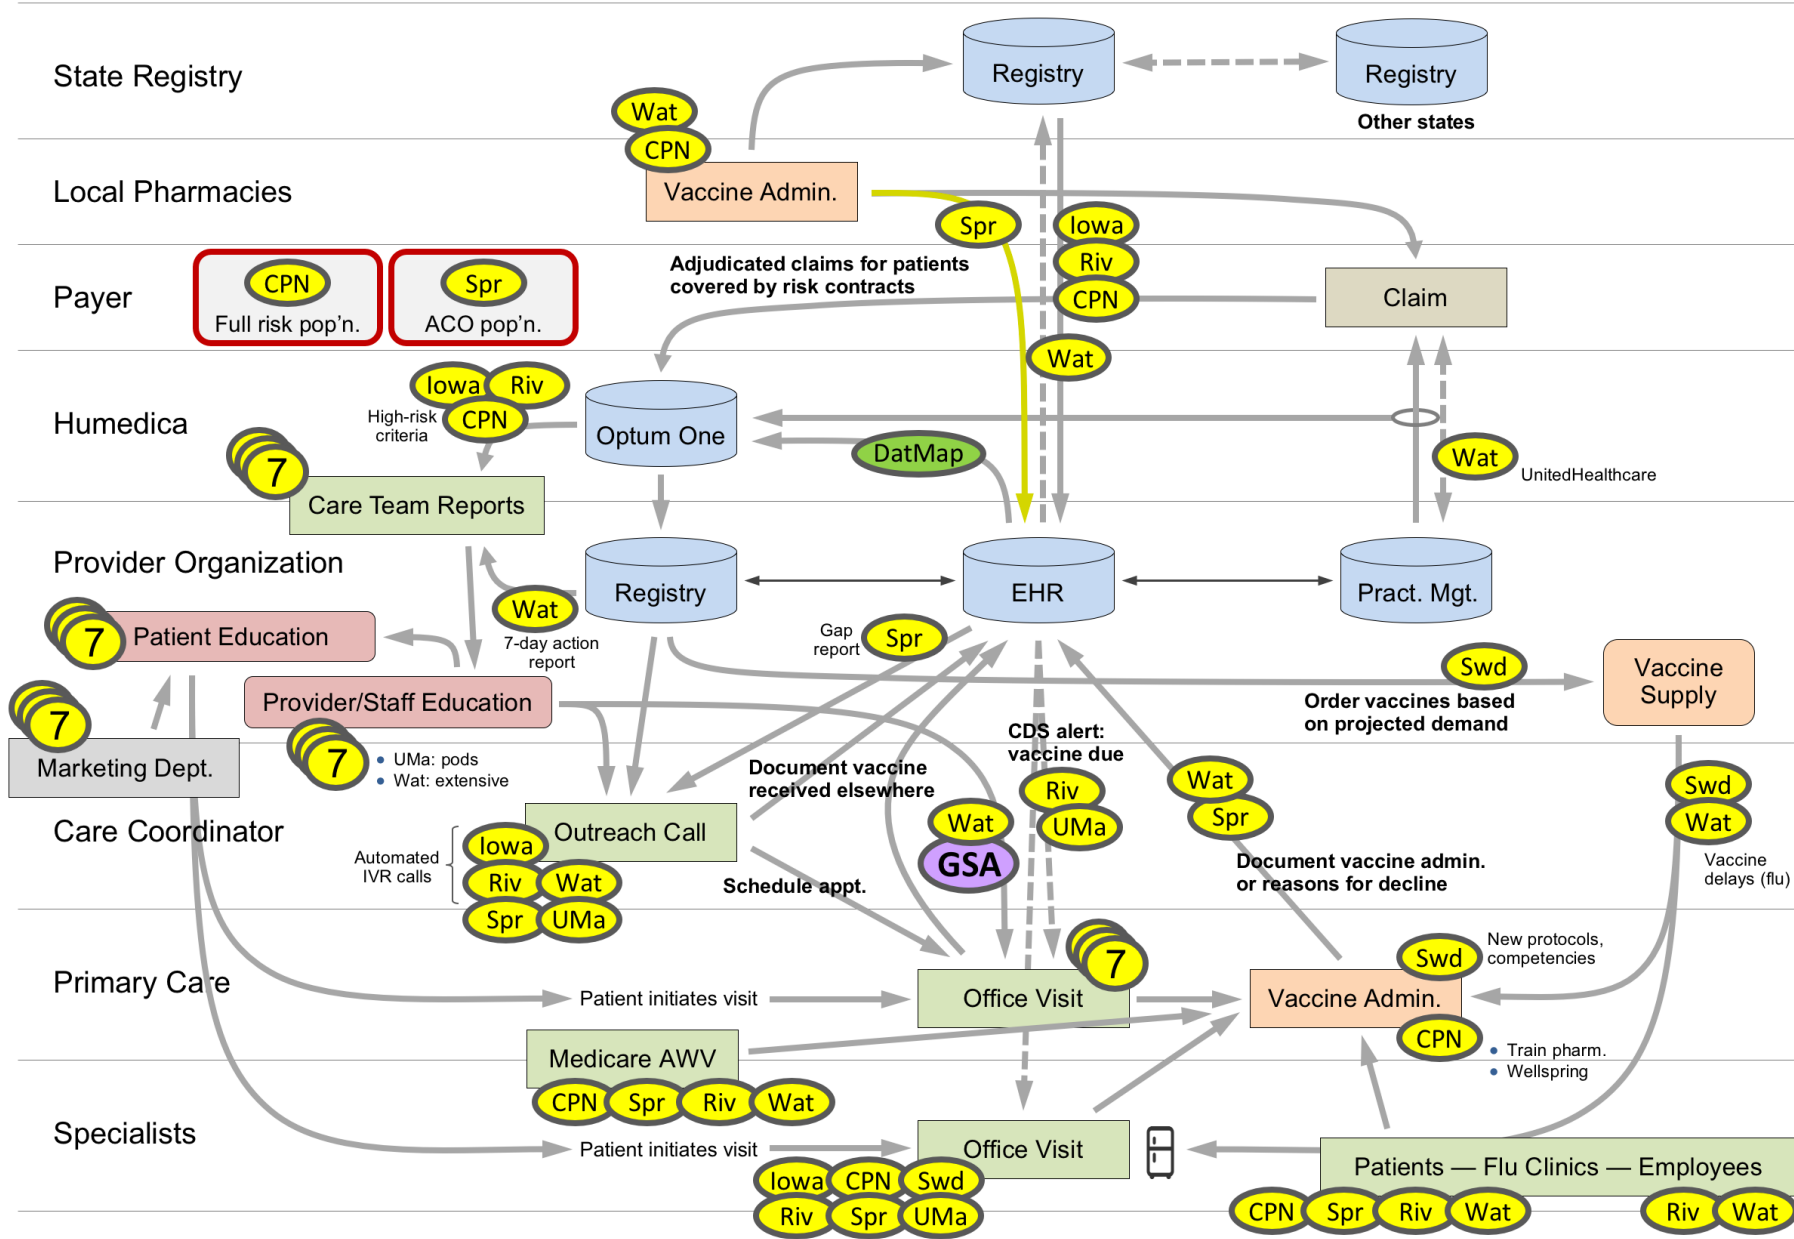 State Registry
Registry
Registry
Other states
Wat
CPN
Local Pharmacies
Vaccine Admin.
Spr
Iowa
Riv
CPN
Wat
Payer
CPN
Full risk pop’n.
Spr
ACO pop’n.
Adjudicated claims for patients
covered by risk contracts
Claim
Humedica
Iowa
Riv
CPN
High-risk
criteria
Optum One
DatMap
Wat
UnitedHealthcare
7
Care Team Reports
Provider Organization
Registry
EHR
Pract. Mgt.
Wat
7-day action
report
7
Patient Education
Gap
report
Spr
Swd
Vaccine
Supply
Order vaccines based
on projected demand
Provider/Staff Education
7
Marketing Dept.
7
UMa: pods
Wat: extensive
CDS alert:
vaccine due
Document vaccine
received elsewhere
Riv
UMa
Wat
Spr
Swd
Wat
Vaccine
delays (flu)
Care Coordinator
Outreach Call
Automated
IVR calls
Iowa
Riv
Wat
Spr
UMa
Wat
GSA
Schedule appt.
Document vaccine admin.
or reasons for decline
Primary Care
Patient initiates visit
Office Visit
7
Vaccine Admin.
Swd
New protocols,
competencies
CPN
Train pharm.
Wellspring
Medicare AWV
CPN
Spr
Riv
Wat
Specialists
Patient initiates visit
Office Visit
Iowa
CPN
Swd
Riv
Spr
UMa
Patients — Flu Clinics — Employees
CPN
Spr
Riv
Wat
Riv
Wat